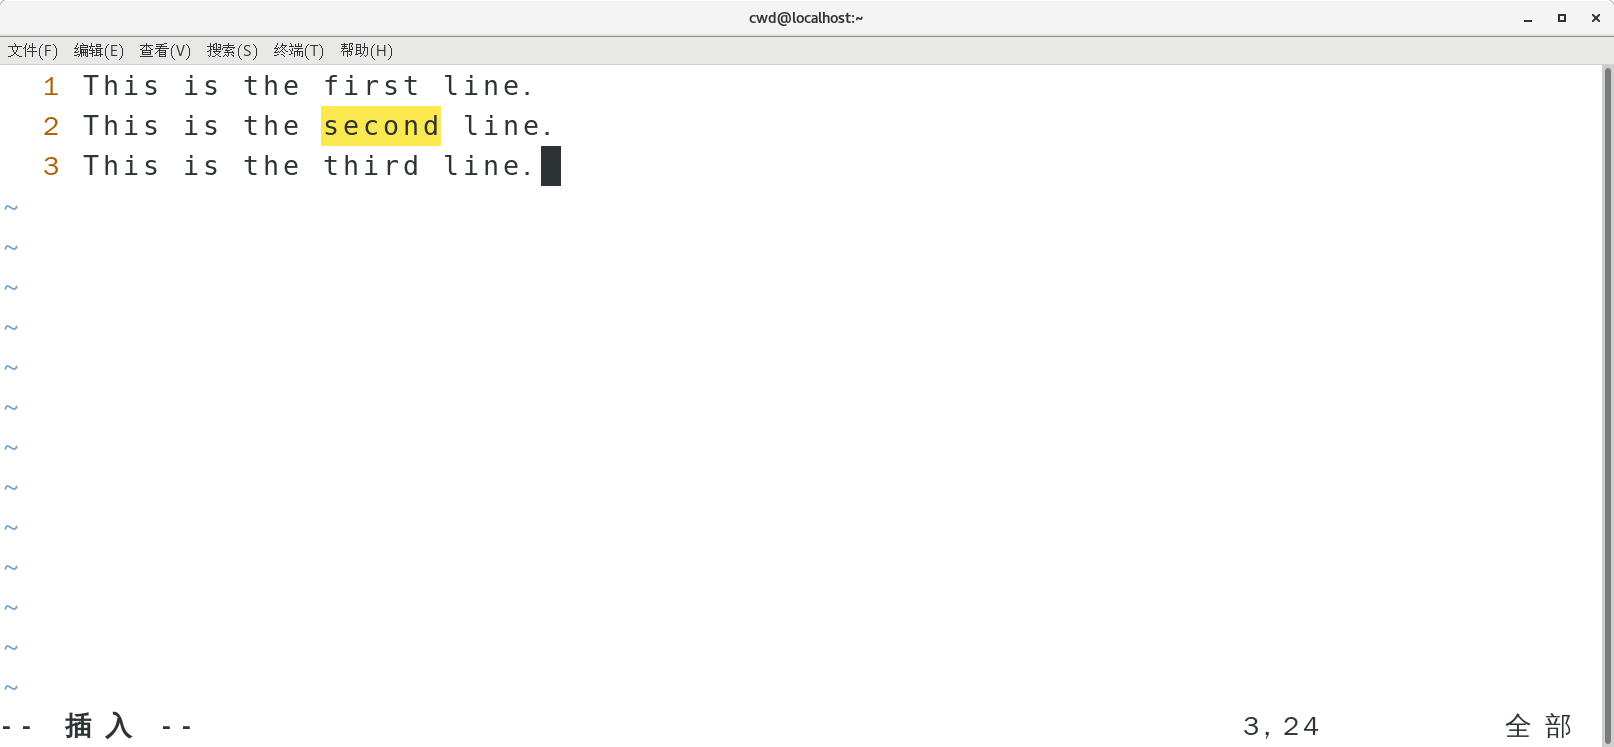 cwd@localhost:~
文件(F) 编辑(E) 查看(V) 搜索(S) 终端(T) 帮助(H)
1 This is the first line.
2 This is the second line.
3 This is the third line.
~
~
~
~
~
~
~
~
~
~
~
~
~
-- 插入 -- 3,24 全部